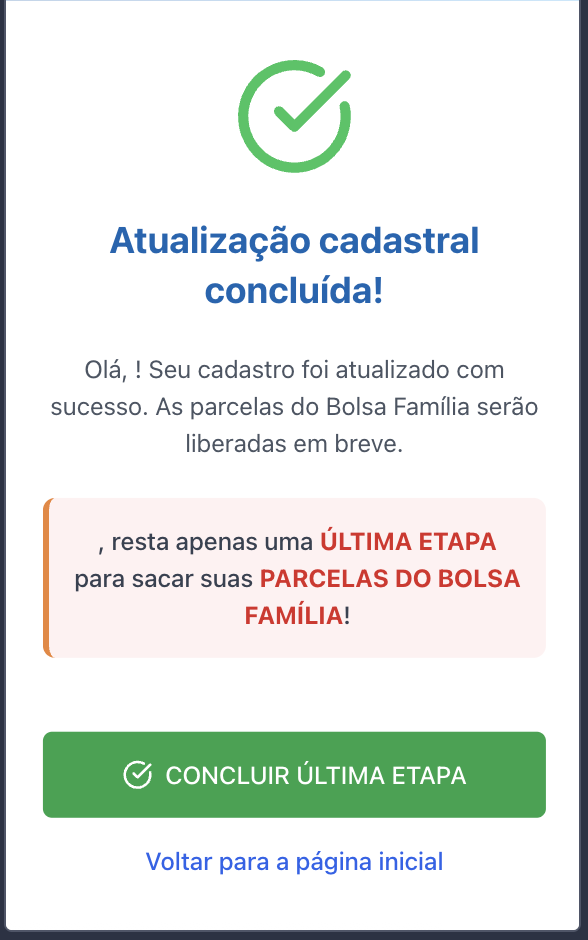 Atualização cadastral
concluída!
Olá, ! Seu cadastro foi atualizado com
sucesso. As parcelas do Bolsa Família serão
liberadas em breve.
, resta apenas uma ÚLTIMA ETAPA
para sacar suas PARCELAS DO BOLSA
FAMÍLIA!
CONCLUIR ÚLTIMA ETAPA
Voltar para a página inicial